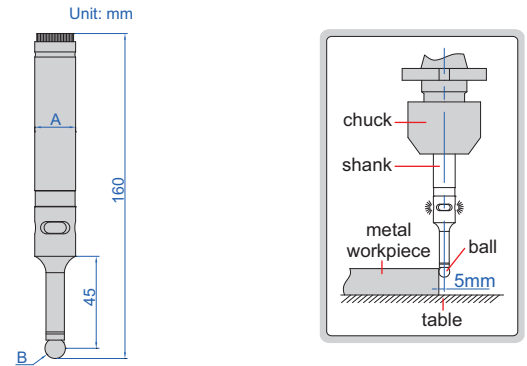 Unit: mm
A
160
45
B
chuck
shank
metal
workpiece
ball
5mm
table